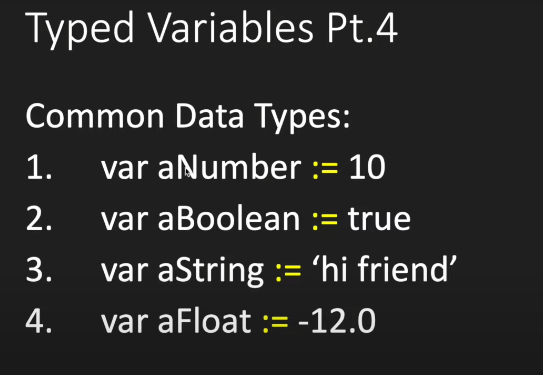 Typed Variables Pt.4
Common Data Types:
1. var aNumber := 10
2. var aBoolean := true
3. var aString := ‘hi friend’
4. var aFloat := -12.0